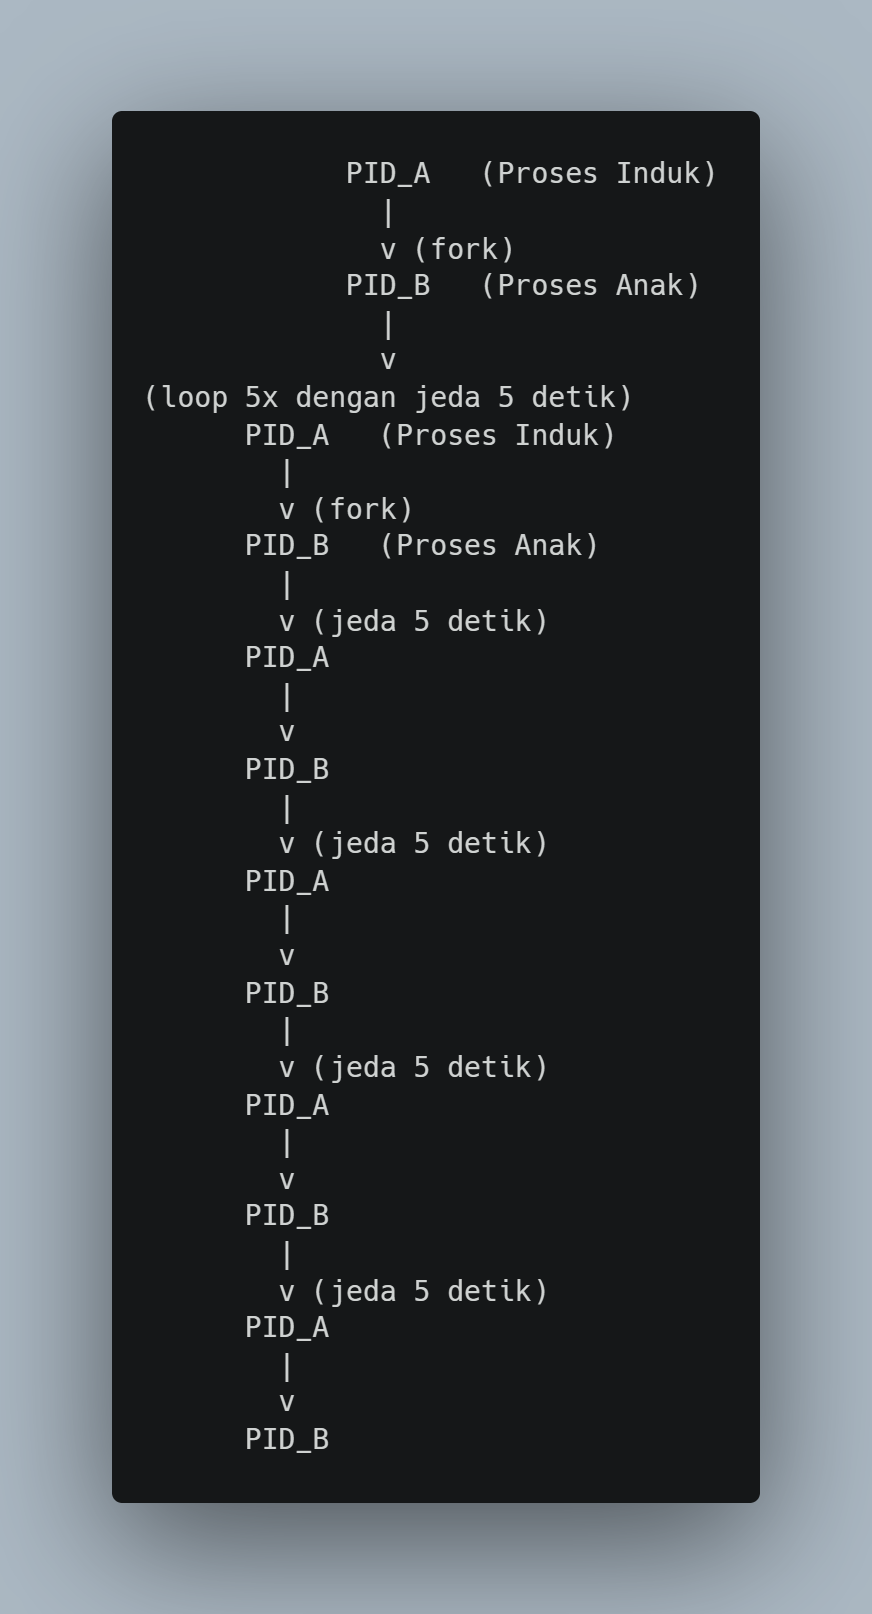 PID_A   (Proses Induk)
|
v (fork)
PID_B   (Proses Anak)
|
v
(loop 5x dengan jeda 5 detik)
PID_A   (Proses Induk)
|
v (fork)
PID_B   (Proses Anak)
|
v (jeda 5 detik)
PID_A
|
v
PID_B
|
v (jeda 5 detik)
PID_A
|
v
PID_B
|
v (jeda 5 detik)
PID_A
|
v
PID_B
|
v (jeda 5 detik)
PID_A
|
v
PID_B